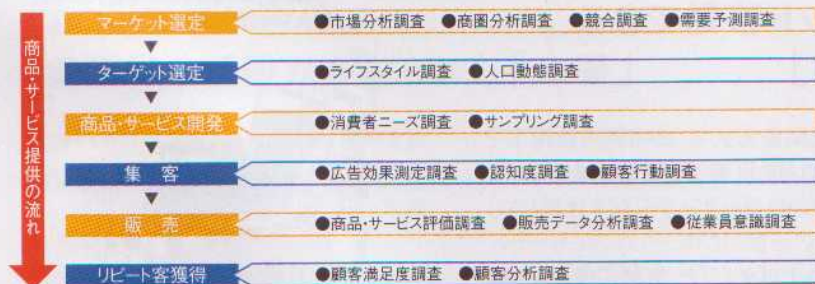 商品・サービス提供の流れ
マーケット選定
●市場分析調査 ●商圏分析調査 ●競合調査 ●需要予測調査
▼
ターゲット選定
●ライフスタイル調査 ●人口動態調査
▼
商品・サービス開発
●消費者ニーズ調査 ●サンプリング調査
▼
集客
●広告効果測定調査 ●認知度調査 ●顧客行動調査
▼
販売
●商品・サービス評価調査 ●販売データ分析調査 ●従業員意識調査
リピート客獲得
●顧客満足度調査 ●顧客分析調査